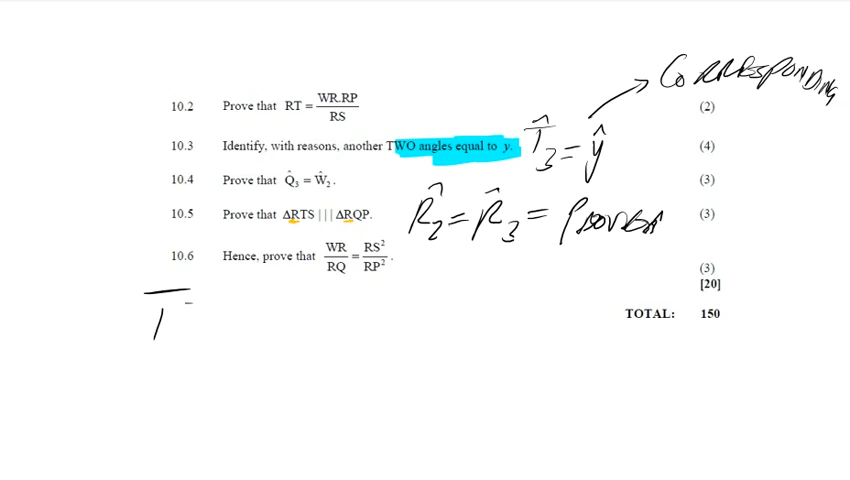 CORRESPONDING
10.2 Prove that RT = WR.RP / RS (2)
10.3 Identify, with reasons, another TWO angles equal to y. (4)
T̂3 = ŷ
10.4 Prove that Q̂3 = Ŵ2. (3)
10.5 Prove that ΔRTS ||| ΔRQP. (3)
R̂2 = R̂3 =
10.6 Hence, prove that WR / RQ = RS² / RP². (3)
[20]
T
TOTAL: 150